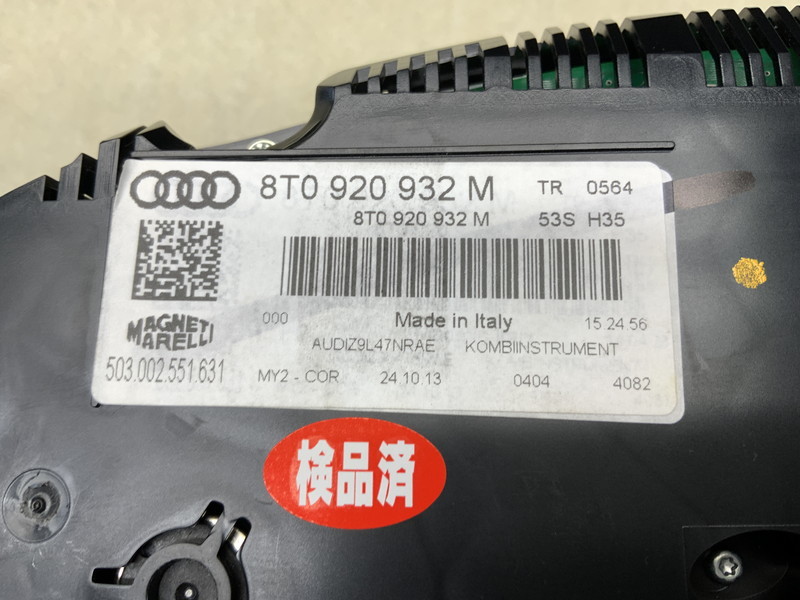 8T0 920 932 M TR 0564
8T0 920 932 M 53S H35
MAGNETI
MARELLI
503.002.551.631
000 Made in Italy 15.24.56
AUDIZ9L47NRAE KOMBIINSTRUMENT
MY2 - COR 24.10.13 0404 4082
検品済